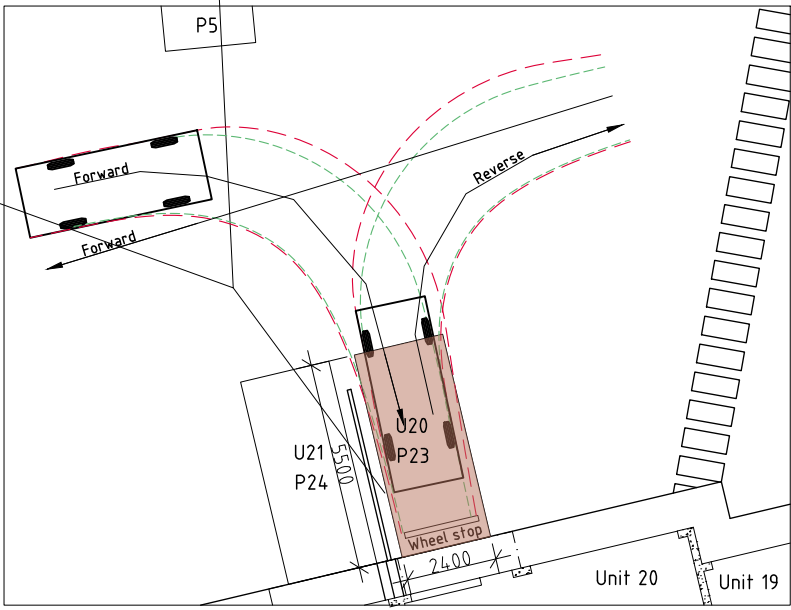 P5
Forward
Reverse
Forward
U20
P23
U21
P24
5500
Wheel stop
2400
Unit 20
Unit 19